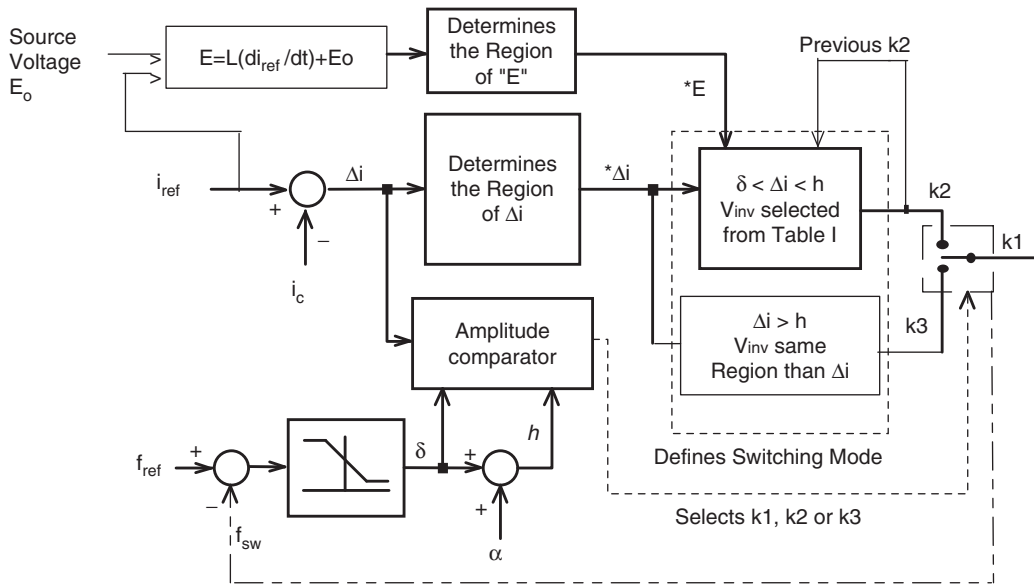 Source
Voltage
Eo
E=L(diref/dt)+Eo
Determines
the Region
of "E"
Previous k2
*E
iref
+
−
ic
Δi
Determines
the Region
of Δi
*Δi
δ < Δi < h
Vinv selected
from Table I
k2
k1
k3
Δi > h
Vinv same
Region than Δi
Amplitude
comparator
Defines Switching Mode
Selects k1, k2 or k3
fref
+
−
fsw
δ
+
+
h
α